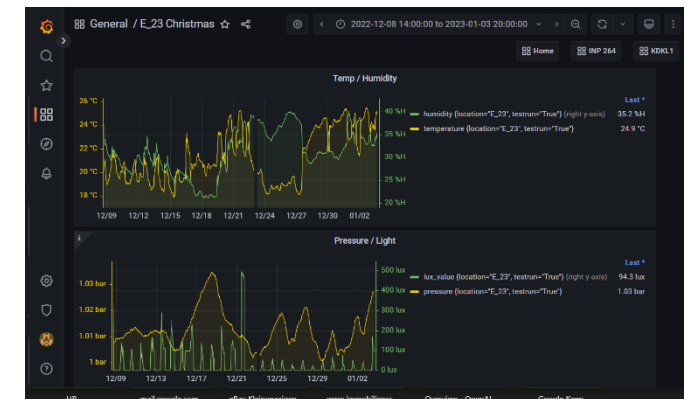 General / E_23 Christmas
2022-12-08 14:00:00 to 2023-01-03 20:00:00
Home
INP 264
KDKL1
Temp / Humidity
26 °C
24 °C
22 °C
20 °C
18 °C
40 %H
35 %H
30 %H
25 %H
20 %H
12/09 12/12 12/15 12/18 12/21 12/24 12/27 12/30 01/02
Last *
humidity {location="E_23", testrun="True"} (right y-axis) 35.2 %H
temperature {location="E_23", testrun="True"} 24.9 °C
i
Pressure / Light
1.03 bar
1.02 bar
1.01 bar
1 bar
500 lux
400 lux
300 lux
200 lux
100 lux
0 lux
12/09 12/13 12/17 12/21 12/25 12/29 01/02
Last *
lux_value {location="E_23", testrun="True"} (right y-axis) 94.3 lux
pressure {location="E_23", testrun="True"} 1.03 bar